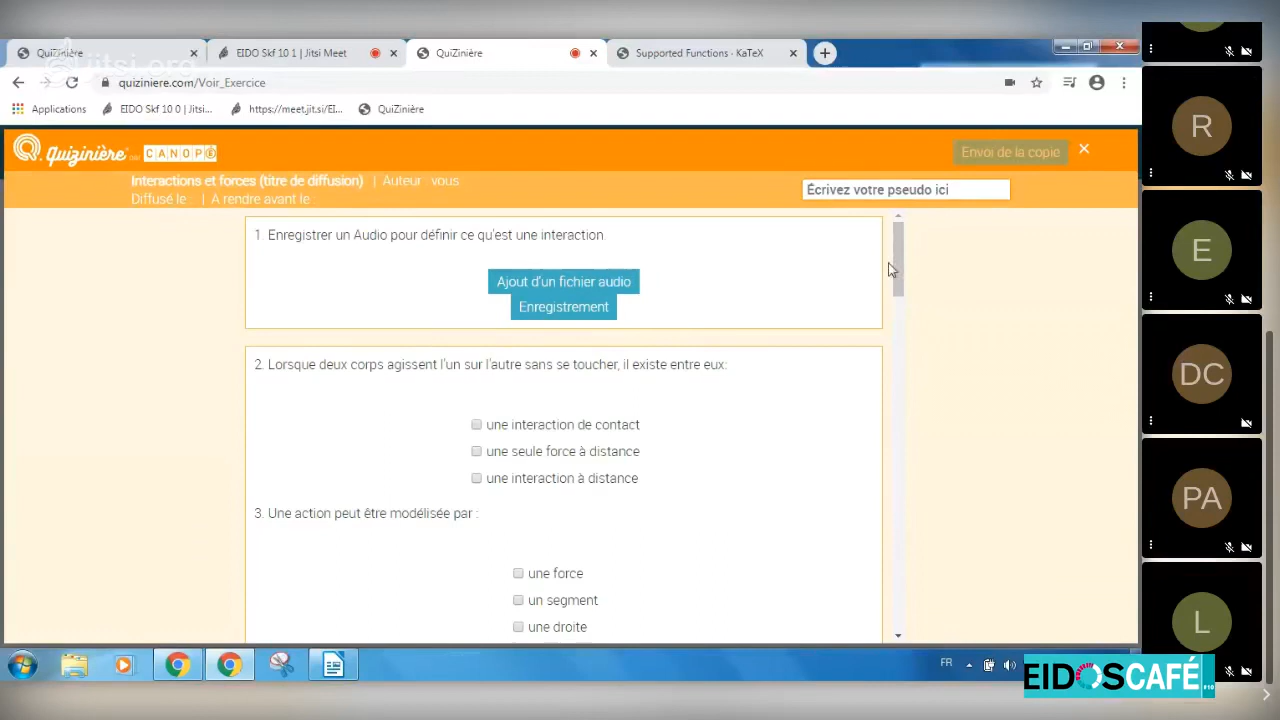 QuiZinière
EIDO Skf 10 1 | Jitsi Meet
QuiZinière
Supported Functions - KaTeX
jitsi.org
quiziniere.com/Voir_Exercice
Applications
EIDO Skf 10 0 | Jitsi...
https://meet.jit.si/EI...
QuiZinière
Quizinière
CANOPÉ
Envoi de la copie
Interactions et forces (titre de diffusion) | Auteur vous
Diffusé le : | A rendre avant le :
Écrivez votre pseudo ici
1. Enregistrer un Audio pour définir ce qu'est une interaction.
Ajout d'un fichier audio
Enregistrement
2. Lorsque deux corps agissent l'un sur l'autre sans se toucher, il existe entre eux:
une interaction de contact
une seule force à distance
une interaction à distance
3. Une action peut être modélisée par :
une force
un segment
une droite
R
E
DC
PA
L
FR
EIDOSCAFÉ
#10